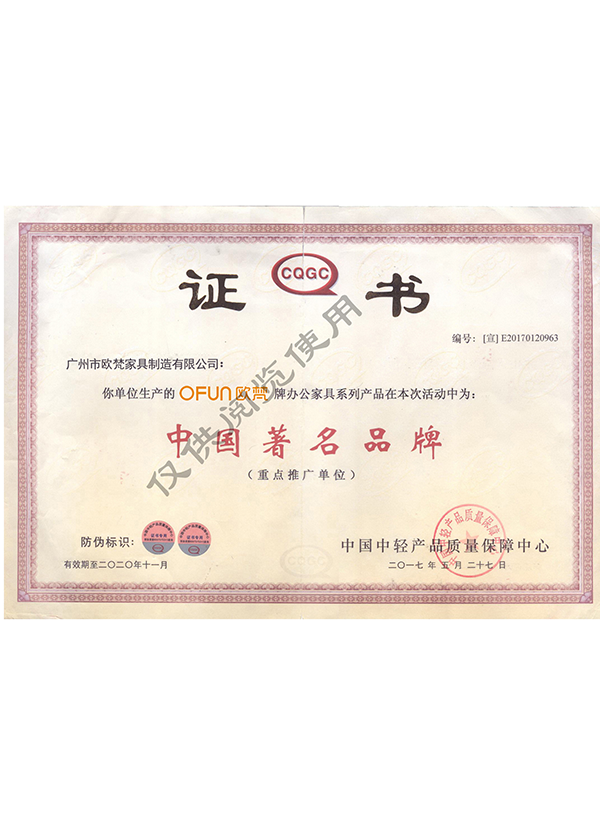 证 CQGC 书
编号：[宣] E20170120963
广州市欧梵家具制造有限公司：
你单位生产的 OFUN欧梵 牌办公家具系列产品在本次活动中为：
中国著名品牌
（重点推广单位）
防伪标识：
中国中轻产品质量保障中心
有效期至二〇二〇年十一月
二〇一七年 五 月 二十七 日
仅供阅览使用